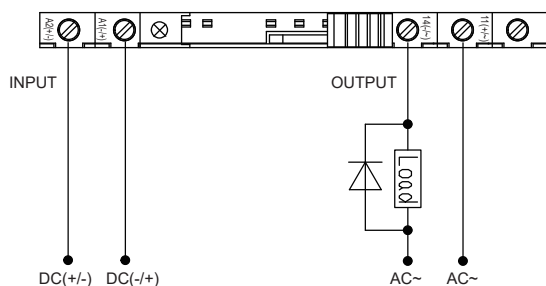 A2(+/-)
A1(-/+)
14(/~)
11(+/~)
INPUT
OUTPUT
Load
DC(+/-)
DC(-/+)
AC~
AC~